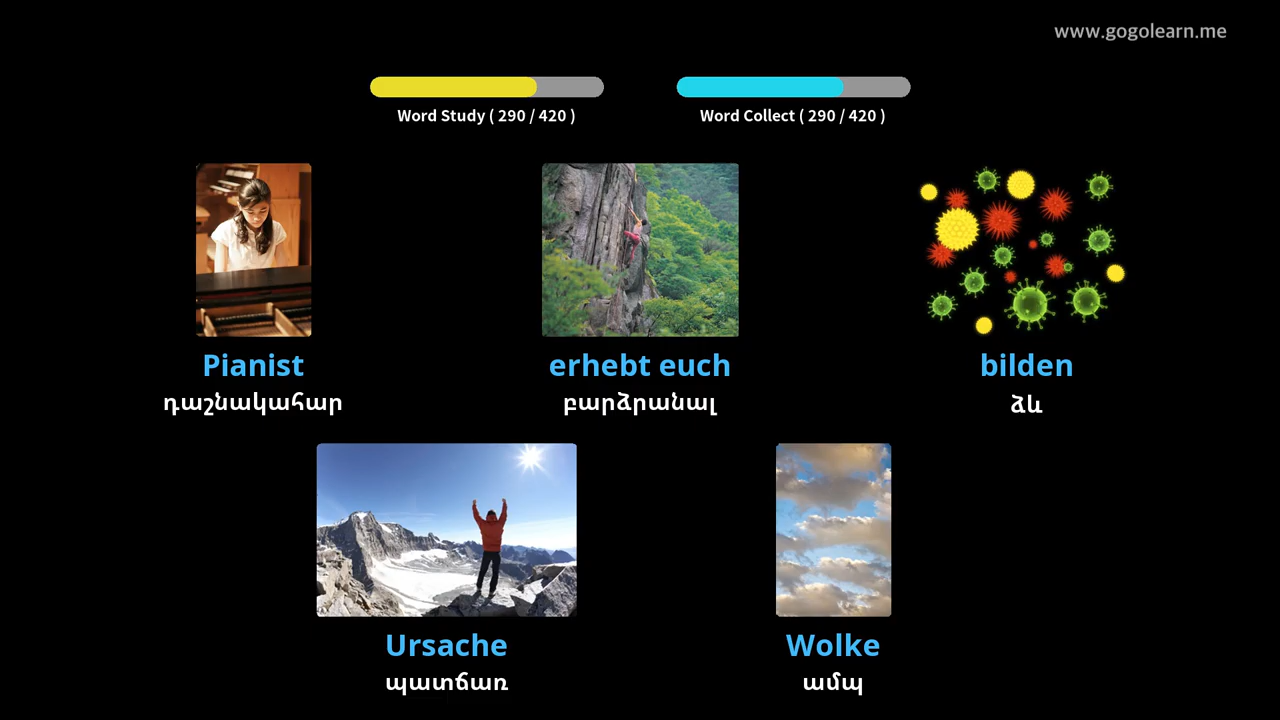 www.gogolearn.me
Word Study ( 290 / 420 )
Word Collect ( 290 / 420 )
Pianist
դաշնակահար
erhebt euch
բարձրանալ
bilden
ձև
Ursache
պատճառ
Wolke
ամպ